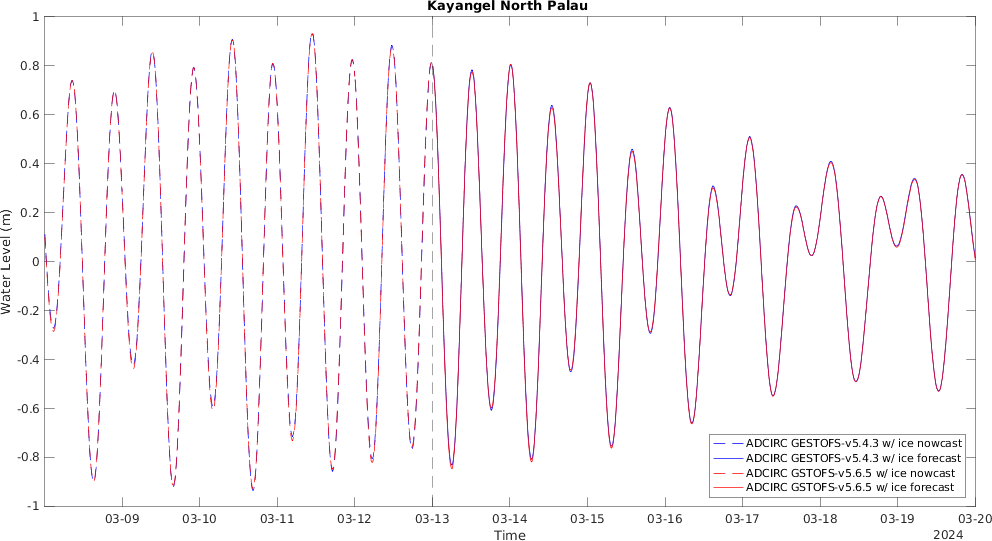 Kayangel North Palau
1
0.8
0.6
0.4
0.2
0
-0.2
-0.4
-0.6
-0.8
-1
Water Level (m)
ADCIRC GESTOFS-v5.4.3 w/ ice nowcast
ADCIRC GESTOFS-v5.4.3 w/ ice forecast
ADCIRC GSTOFS-v5.6.5 w/ ice nowcast
ADCIRC GSTOFS-v5.6.5 w/ ice forecast
03-09 03-10 03-11 03-12 03-13 03-14 03-15 03-16 03-17 03-18 03-19 03-20
Time
2024